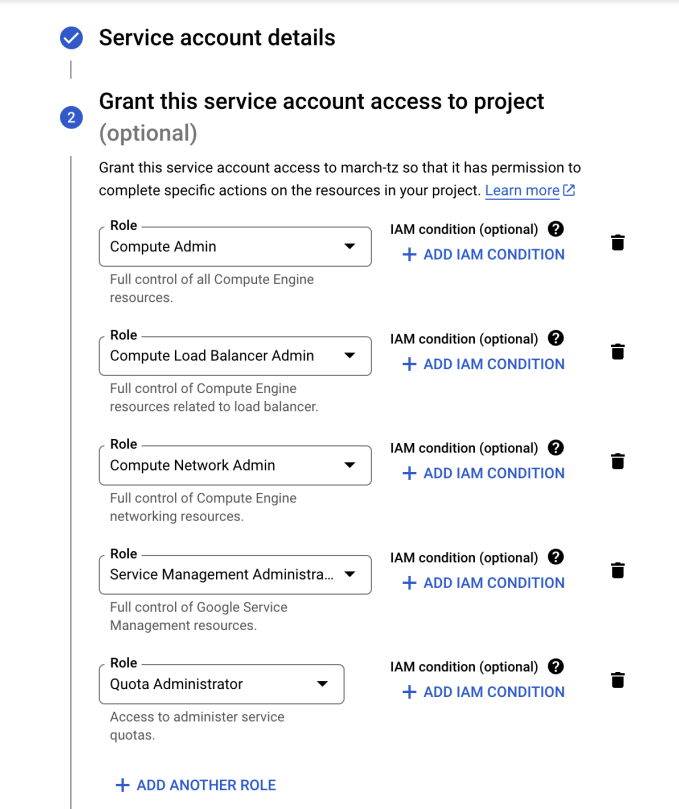 Service account details
2
Grant this service account access to project
(optional)
Grant this service account access to march-tz so that it has permission to
complete specific actions on the resources in your project. Learn more
Role
Compute Admin
Full control of all Compute Engine
resources.
IAM condition (optional) ?
+ ADD IAM CONDITION
Role
Compute Load Balancer Admin
Full control of Compute Engine
resources related to load balancer.
IAM condition (optional) ?
+ ADD IAM CONDITION
Role
Compute Network Admin
Full control of Compute Engine
networking resources.
IAM condition (optional) ?
+ ADD IAM CONDITION
Role
Service Management Administra...
Full control of Google Service
Management resources.
IAM condition (optional) ?
+ ADD IAM CONDITION
Role
Quota Administrator
Access to administer service
quotas.
IAM condition (optional) ?
+ ADD IAM CONDITION
+ ADD ANOTHER ROLE